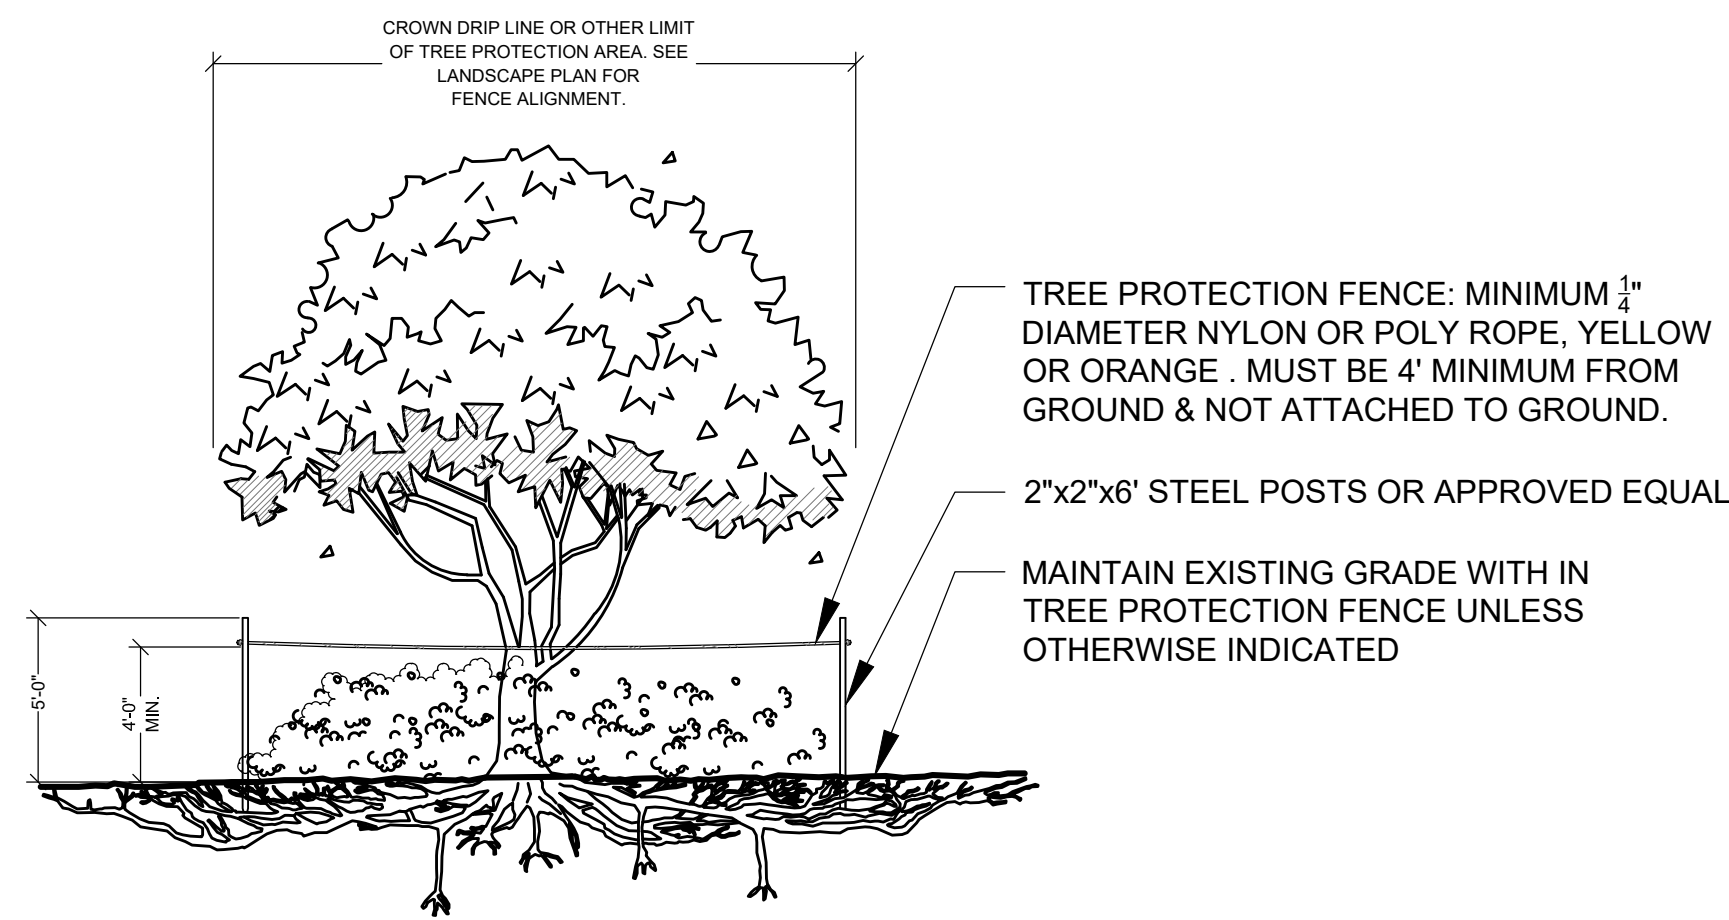 CROWN DRIP LINE OR OTHER LIMIT
OF TREE PROTECTION AREA. SEE
LANDSCAPE PLAN FOR
FENCE ALIGNMENT.
TREE PROTECTION FENCE: MINIMUM 1/4"
DIAMETER NYLON OR POLY ROPE, YELLOW
OR ORANGE . MUST BE 4' MINIMUM FROM
GROUND & NOT ATTACHED TO GROUND.
2"x2"x6' STEEL POSTS OR APPROVED EQUAL
MAINTAIN EXISTING GRADE WITH IN
TREE PROTECTION FENCE UNLESS
OTHERWISE INDICATED
5'-0"
4'-0"
MIN.